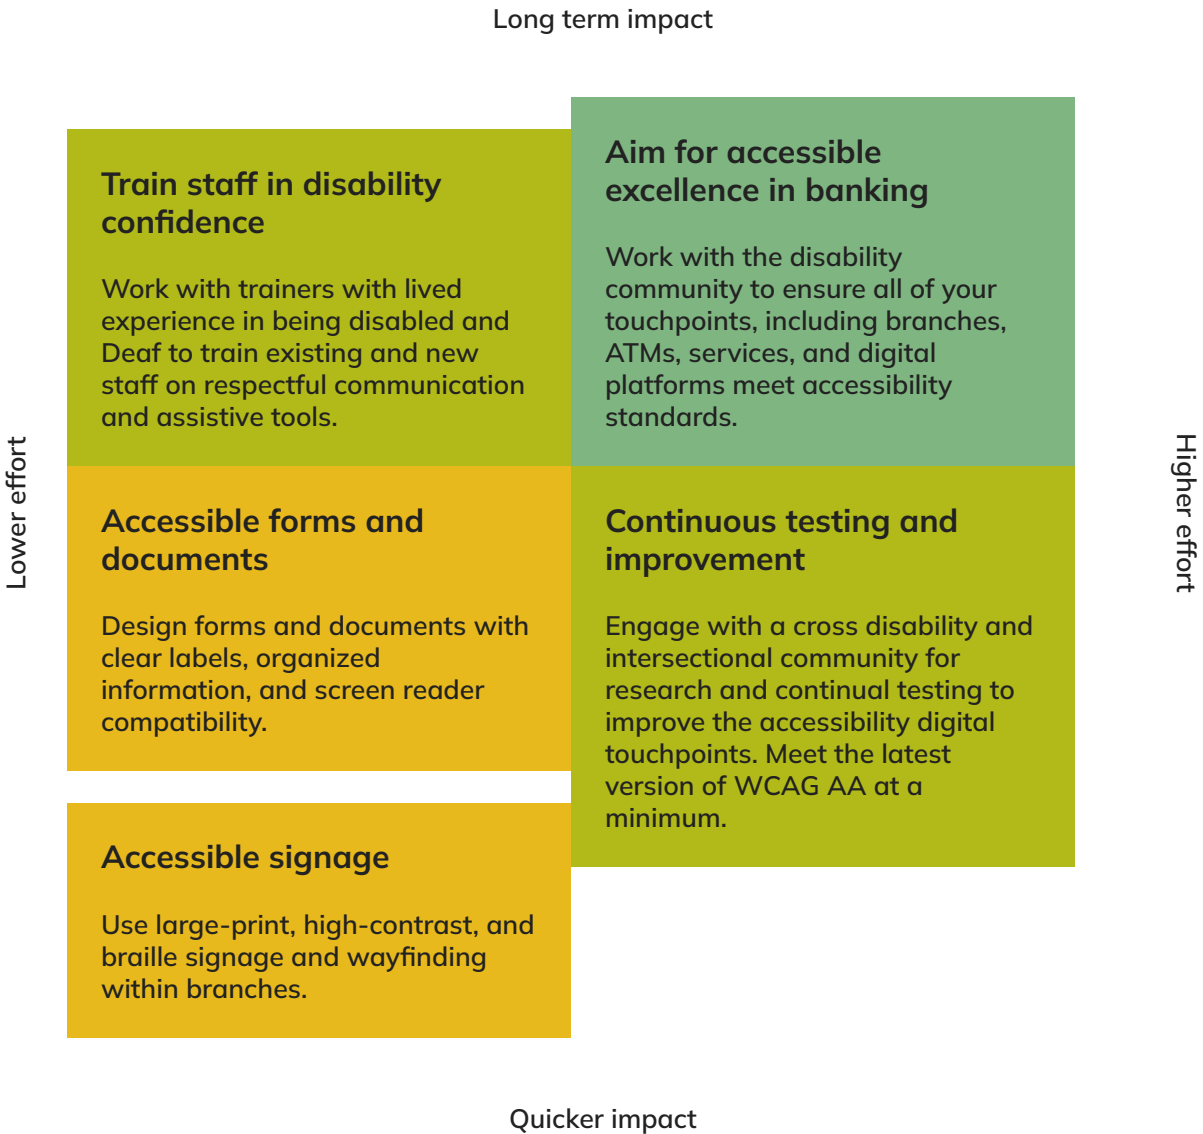 Long term impact
Train staff in disability
confidence
Work with trainers with lived
experience in being disabled and
Deaf to train existing and new
staff on respectful communication
and assistive tools.
Aim for accessible
excellence in banking
Work with the disability
community to ensure all of your
touchpoints, including branches,
ATMs, services, and digital
platforms meet accessibility
standards.
Lower effort
Higher effort
Accessible forms and
documents
Design forms and documents with
clear labels, organized
information, and screen reader
compatibility.
Continuous testing and
improvement
Engage with a cross disability and
intersectional community for
research and continual testing to
improve the accessibility digital
touchpoints. Meet the latest
version of WCAG AA at a
minimum.
Accessible signage
Use large-print, high-contrast, and
braille signage and wayfinding
within branches.
Quicker impact